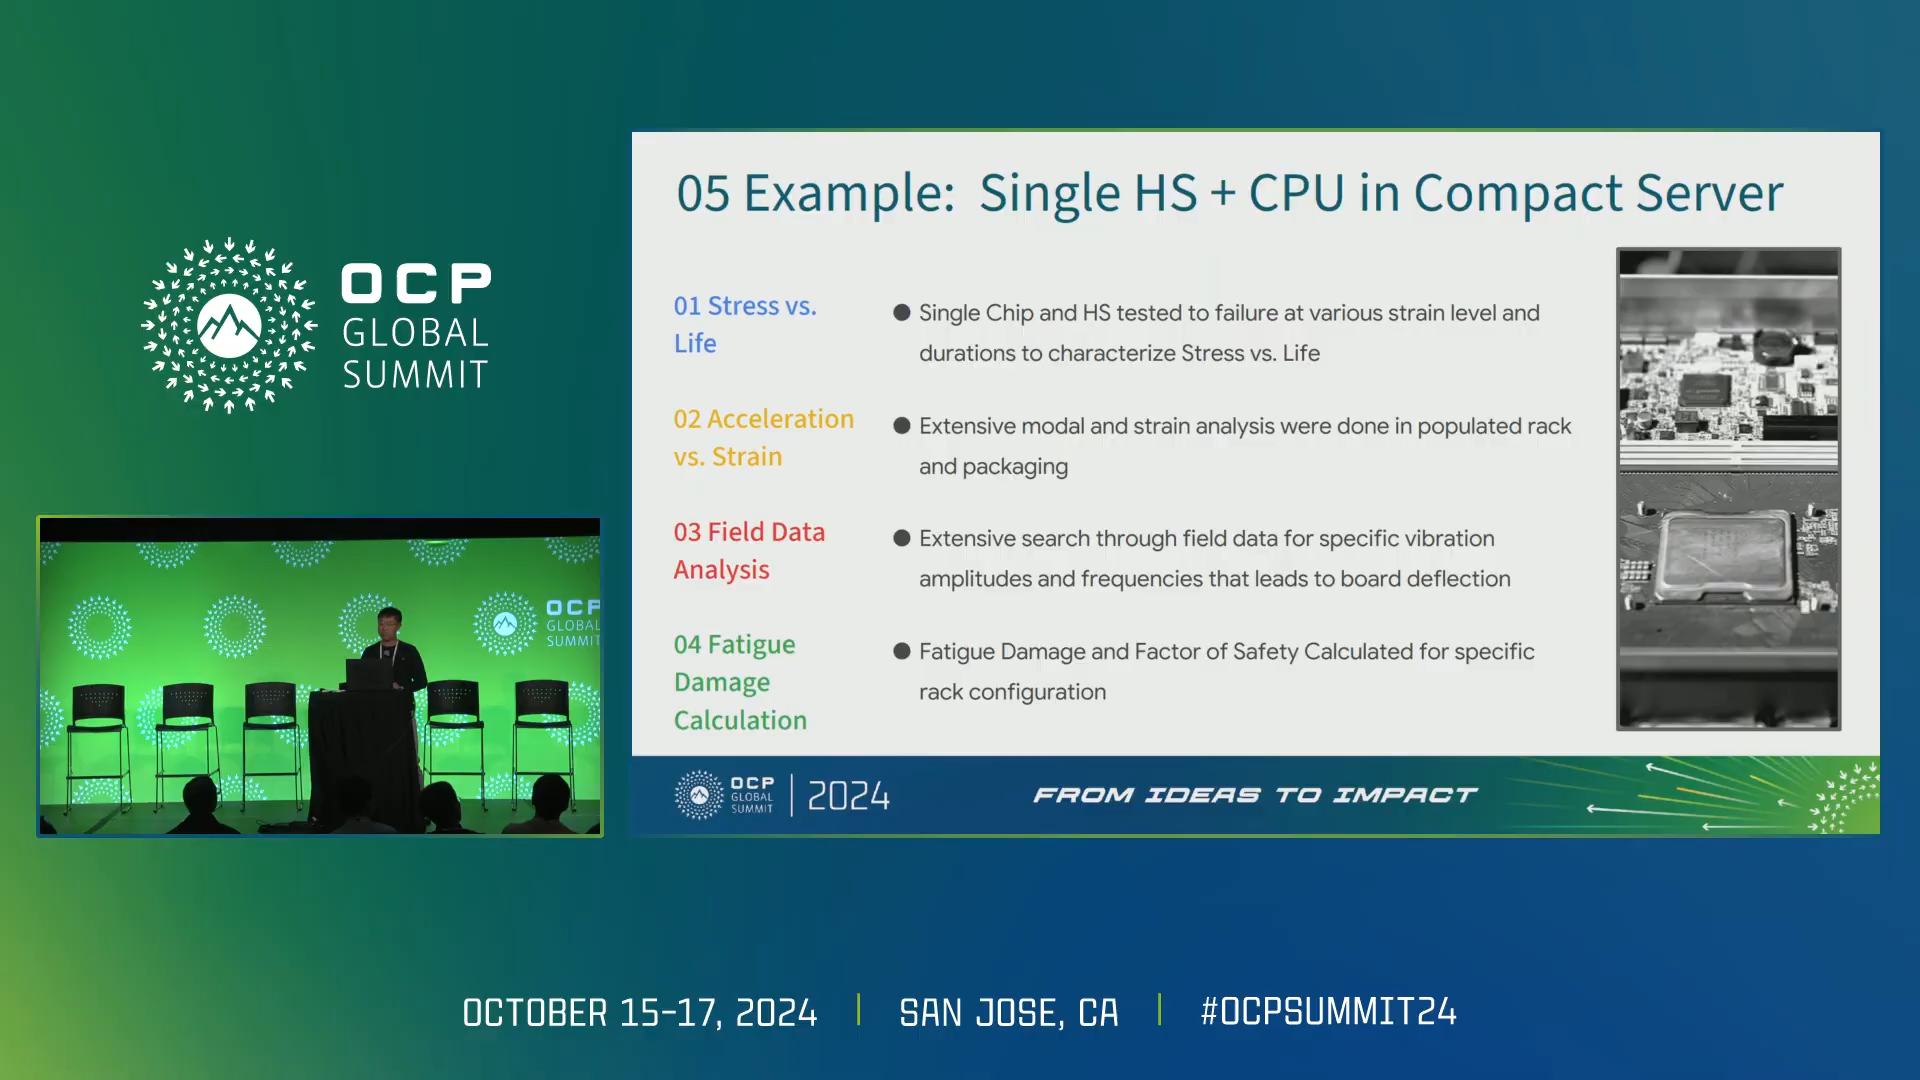 OCP
GLOBAL
SUMMIT
05 Example:  Single HS + CPU in Compact Server
01 Stress vs.
Life
● Single Chip and HS tested to failure at various strain level and
durations to characterize Stress vs. Life
02 Acceleration
vs. Strain
● Extensive modal and strain analysis were done in populated rack
and packaging
03 Field Data
Analysis
● Extensive search through field data for specific vibration
amplitudes and frequencies that leads to board deflection
04 Fatigue
Damage
Calculation
● Fatigue Damage and Factor of Safety Calculated for specific
rack configuration
OCP
GLOBAL
SUMMIT
2024
FROM IDEAS TO IMPACT
OCP
GLOBAL
SUMMIT
OCTOBER 15-17, 2024 | SAN JOSE, CA | #OCPSUMMIT24